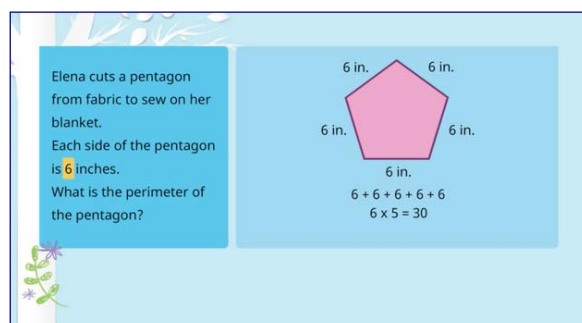 Elena cuts a pentagon
from fabric to sew on her
blanket.
Each side of the pentagon
is 6 inches.
What is the perimeter of
the pentagon?
6 in. 6 in.
6 in. 6 in.
6 in.
6 + 6 + 6 + 6 + 6
6 x 5 = 30